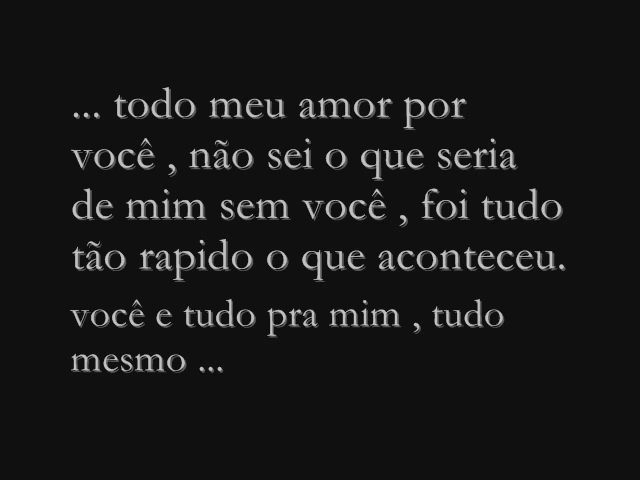 ... todo meu amor por
você , não sei o que seria
de mim sem você , foi tudo
tão rapido o que aconteceu.
você e tudo pra mim , tudo
mesmo ...